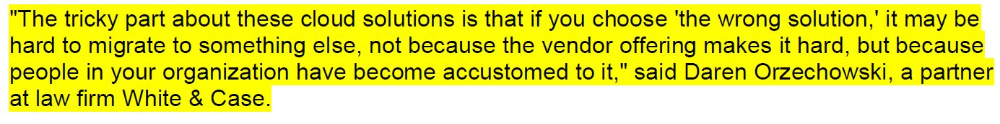 "The tricky part about these cloud solutions is that if you choose 'the wrong solution,' it may be
hard to migrate to something else, not because the vendor offering makes it hard, but because
people in your organization have become accustomed to it," said Daren Orzechowski, a partner
at law firm White & Case.